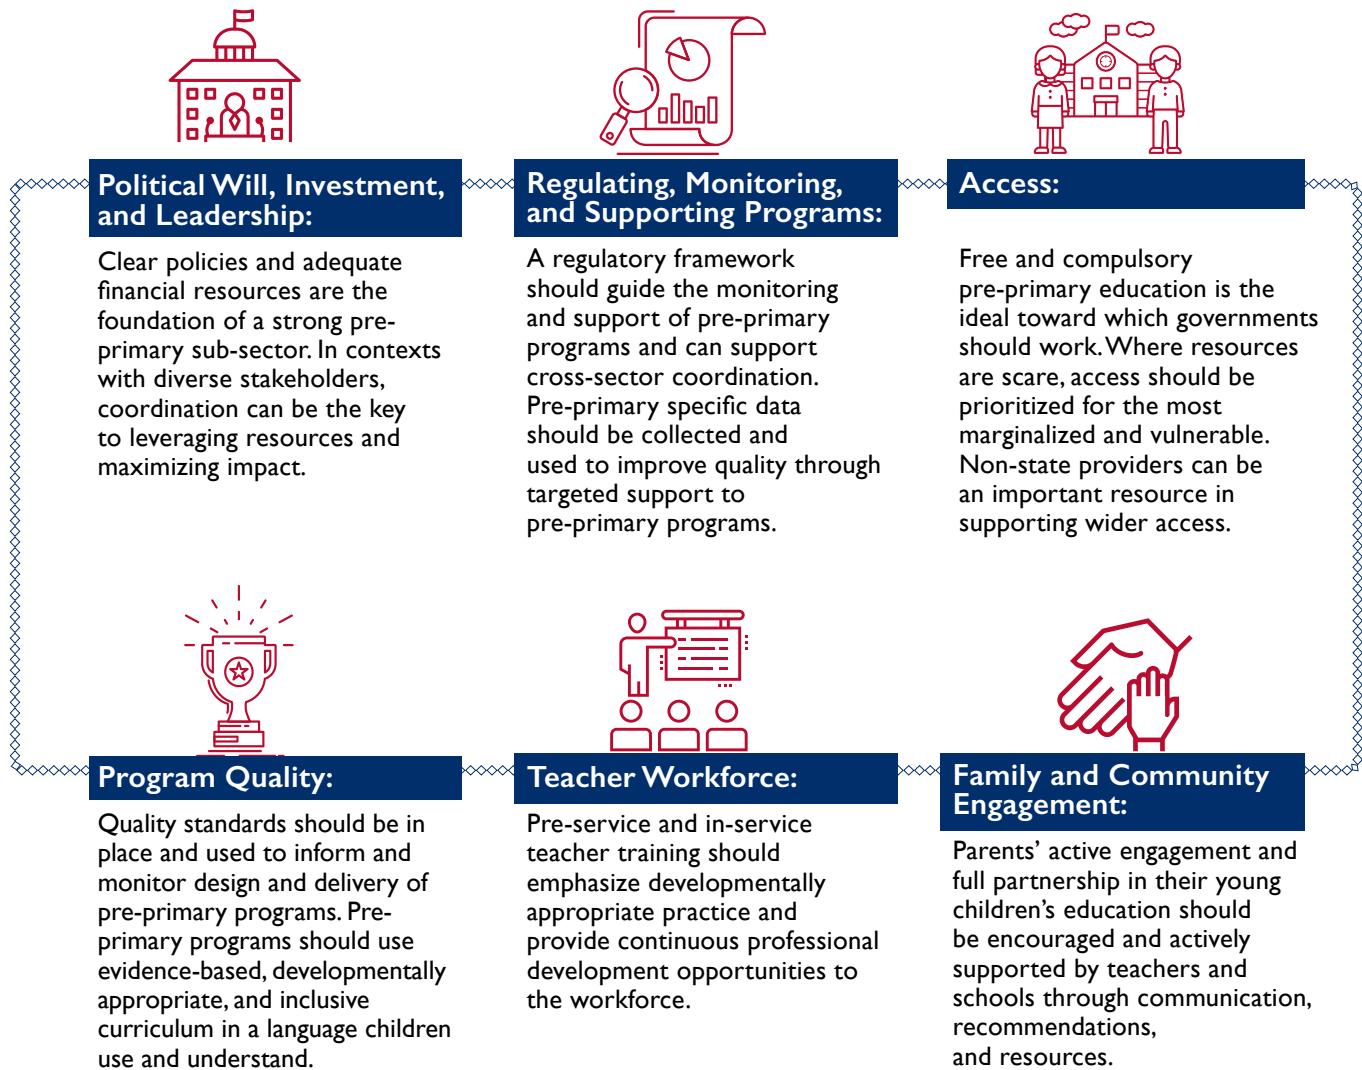 Political Will, Investment,
and Leadership:
Clear policies and adequate
financial resources are the
foundation of a strong pre-
primary sub-sector. In contexts
with diverse stakeholders,
coordination can be the key
to leveraging resources and
maximizing impact.
Regulating, Monitoring,
and Supporting Programs:
A regulatory framework
should guide the monitoring
and support of pre-primary
programs and can support
cross-sector coordination.
Pre-primary specific data
should be collected and
used to improve quality through
targeted support to
pre-primary programs.
Access:
Free and compulsory
pre-primary education is the
ideal toward which governments
should work. Where resources
are scare, access should be
prioritized for the most
marginalized and vulnerable.
Non-state providers can be
an important resource in
supporting wider access.
Program Quality:
Quality standards should be in
place and used to inform and
monitor design and delivery of
pre-primary programs. Pre-
primary programs should use
evidence-based, developmentally
appropriate, and inclusive
curriculum in a language children
use and understand.
Teacher Workforce:
Pre-service and in-service
teacher training should
emphasize developmentally
appropriate practice and
provide continuous professional
development opportunities to
the workforce.
Family and Community
Engagement:
Parents’ active engagement and
full partnership in their young
children’s education should
be encouraged and actively
supported by teachers and
schools through communication,
recommendations,
and resources.